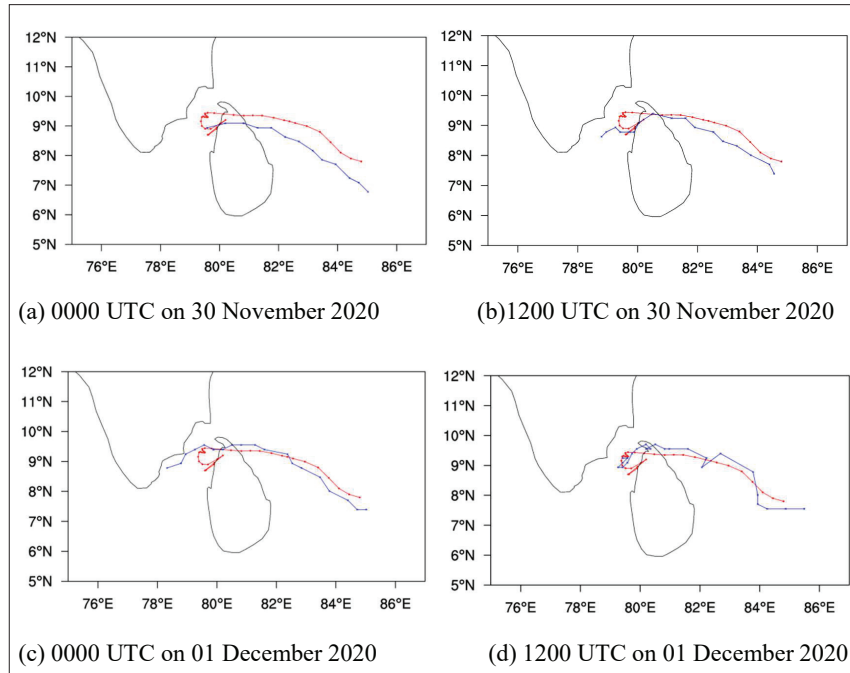 12°N
11°N
10°N
9°N
8°N
7°N
6°N
5°N
76°E 78°E 80°E 82°E 84°E 86°E
(a) 0000 UTC on 30 November 2020
12°N
11°N
10°N
9°N
8°N
7°N
6°N
5°N
76°E 78°E 80°E 82°E 84°E 86°E
(b)1200 UTC on 30 November 2020
12°N
11°N
10°N
9°N
8°N
7°N
6°N
5°N
76°E 78°E 80°E 82°E 84°E 86°E
(c) 0000 UTC on 01 December 2020
12°N
11°N
10°N
9°N
8°N
7°N
6°N
5°N
76°E 78°E 80°E 82°E 84°E 86°E
(d) 1200 UTC on 01 December 2020